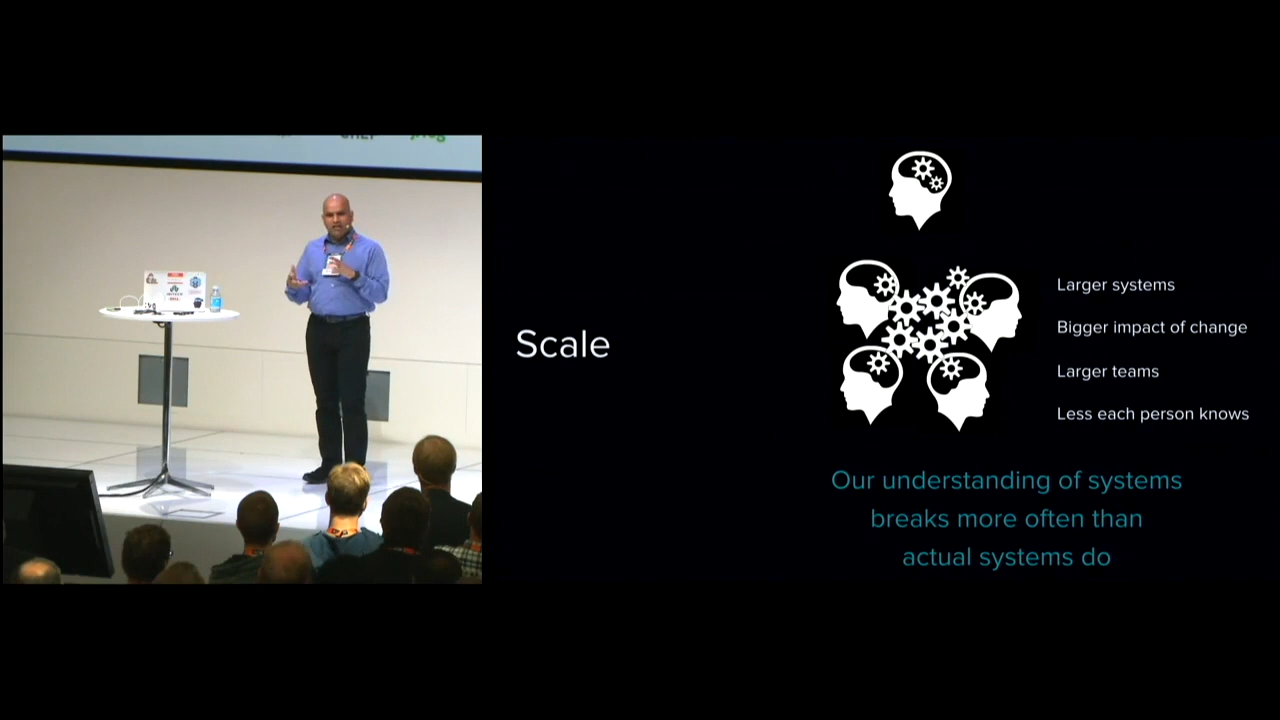 Scale
Larger systems
Bigger impact of change
Larger teams
Less each person knows
Our understanding of systems
breaks more often than
actual systems do